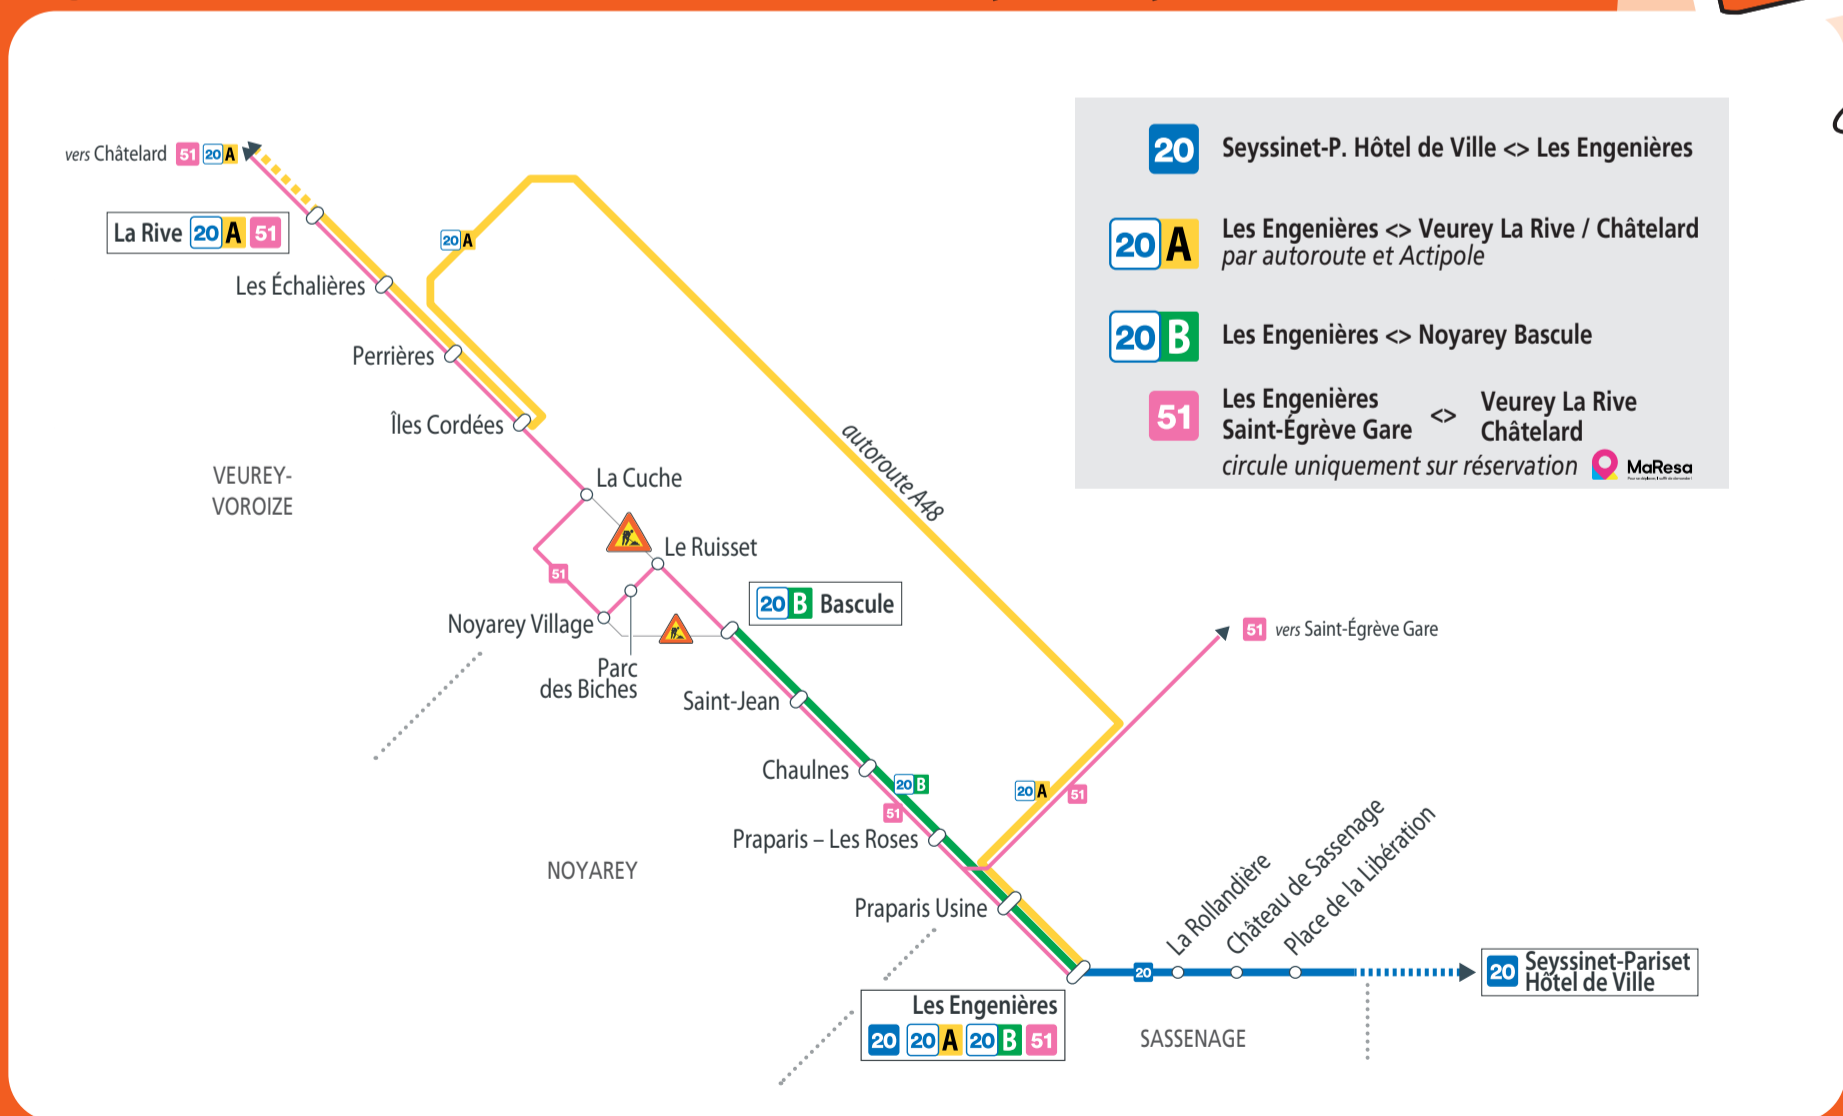 vers Châtelard 51 20 A
La Rive 20 A 51
Les Échalières
Perrières
Îles Cordées
20 A
VEUREY-
VOROIZE
La Cuche
Le Ruisset
51
Noyarey Village
Parc
des Biches
20 B Bascule
Saint-Jean
Chaulnes
20 B
51
Praparis – Les Roses
NOYAREY
Praparis Usine
autoroute A48
20 A
51
51 vers Saint-Égrève Gare
Les Engenières
20 20 A 20 B 51
20
La Rollandière
Château de Sassenage
Place de la Libération
SASSENAGE
20 Seyssinet-Pariset
Hôtel de Ville
20 Seyssinet-P. Hôtel de Ville <> Les Engenières
20 A Les Engenières <> Veurey La Rive / Châtelard
par autoroute et Actipole
20 B Les Engenières <> Noyarey Bascule
51 Les Engenières
Saint-Égrève Gare <> Veurey La Rive
Châtelard
circule uniquement sur réservation MaResa